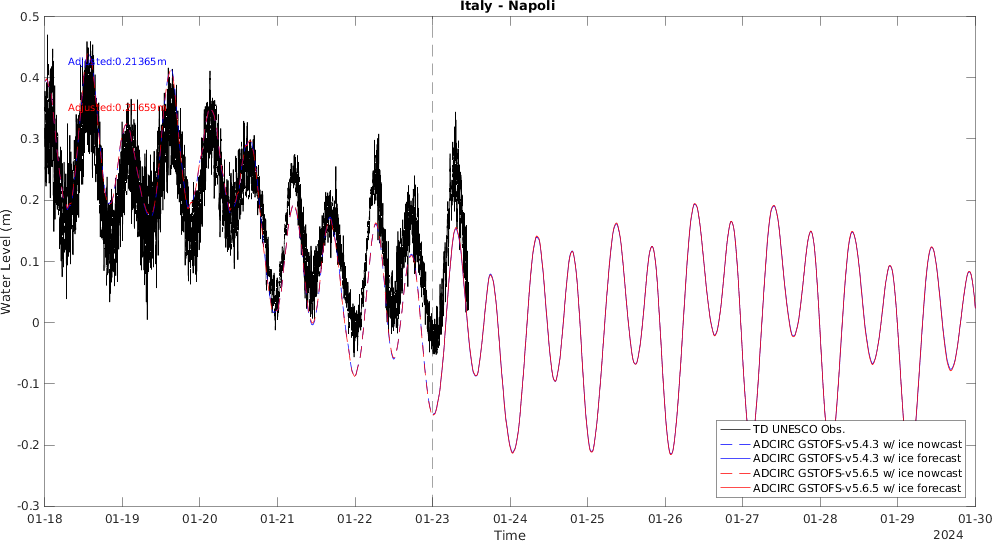 Italy - Napoli
Water Level (m)
0.5
0.4
0.3
0.2
0.1
0
-0.1
-0.2
-0.3
Adjusted:0.21365m
Adjusted:0.21659m
TD UNESCO Obs.
ADCIRC GSTOFS-v5.4.3 w/ ice nowcast
ADCIRC GSTOFS-v5.4.3 w/ ice forecast
ADCIRC GSTOFS-v5.6.5 w/ ice nowcast
ADCIRC GSTOFS-v5.6.5 w/ ice forecast
01-18 01-19 01-20 01-21 01-22 01-23 01-24 01-25 01-26 01-27 01-28 01-29 01-30
Time
2024